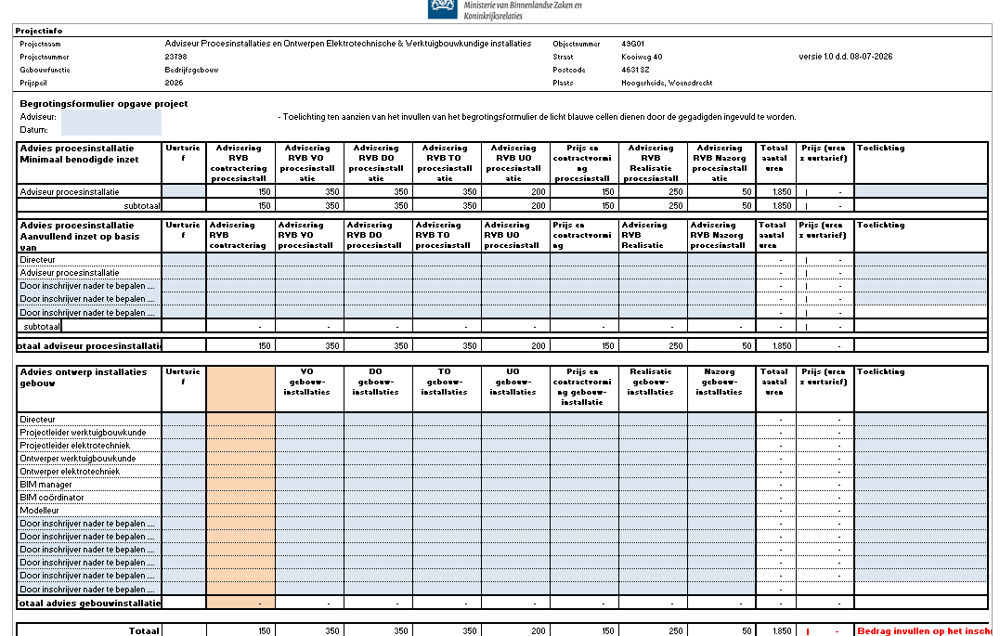 Ministerie van Binnenlandse Zaken en
Koninkrijksrelaties
Projectinfo
Projectnaam Adviseur Procesinstallaties en Ontwerpen Elektrotechnische & Werktuigbouwkundige installaties Objectnummer 49G01
Projectnummer 23798 Straat Kooiweg 40 versie 1.0 d.d. 08-07-2026
Gebouwfunctie Bedrijfsgebouw Postcode 4631 SZ
Prijspeil 2026 Plaats Hoogerheide, Woensdrecht
Begrotingsformulier opgave project
Adviseur: - Toelichting ten aanzien van het invullen van het begrotingsformulier de licht blauwe cellen dienen door de gegadigden ingevuld te worden.
Datum:
Advies procesinstallatie Uurtarie Advisering Advisering Advisering Advisering Advisering Prijs en Advisering Advisering Totaal Prijs (uren Toelichting
Minimaal benodigde inzet f RVB RVB VO RVB DO RVB TO RVB UO contractvormi RVB RVB Nazorg aantal x uurtarief)
contractering procesinstall procesinstall procesinstall procesinstall ng Realisatie procesinstall uren
procesinstall atie atie atie atie procesinstall procesinstall atie
Adviseur procesinstallatie 150 350 350 350 200 150 250 50 1.850 -
subtotaal 150 350 350 350 200 150 250 50 1.850 -
Advies procesinstallatie Uurtarie Advisering Advisering Advisering Advisering Advisering Prijs en Advisering Advisering Totaal Prijs (uren Toelichting
Aanvullend inzet op basis f RVB RVB VO RVB DO RVB TO RVB UO contractvormi RVB RVB Nazorg aantal x uurtarief)
van contractering procesinstall procesinstall procesinstall procesinstall ng Realisatie procesinstall uren
Directeur - -
Adviseur procesinstallatie - -
Door inschrijver nader te bepalen .... - -
Door inschrijver nader te bepalen .... - -
Door inschrijver nader te bepalen .... - -
subtotaal - - - - - - - - - -
otaal adviseur procesinstallatie 150 350 350 350 200 150 250 50 1.850 -
Advies ontwerp installaties Uurtarie VO DO TO UO Prijs en Realisatie Nazorg Totaal Prijs (uren Toelichting
gebouw f gebouw- gebouw- gebouw- gebouw- contractvormi gebouw- gebouw- aantal x uurtarief)
installaties installaties installaties installaties ng gebouw- installaties installaties uren
installatie
Directeur - -
Projectleider werktuigbouwkunde - -
Projectleider elektrotechniek - -
Ontwerper werktuigbouwkunde - -
Ontwerper elektrotechniek - -
BIM manager - -
BIM coördinator - -
Modelleur - -
Door inschrijver nader te bepalen .... - -
Door inschrijver nader te bepalen .... - -
Door inschrijver nader te bepalen .... - -
Door inschrijver nader te bepalen .... - -
Door inschrijver nader te bepalen .... - -
Door inschrijver nader te bepalen .... -
otaal advies gebouwinstallatie - - - - - - - - - -
Totaal 150 350 350 350 200 150 250 50 1.850 - Bedrag invullen op het insch